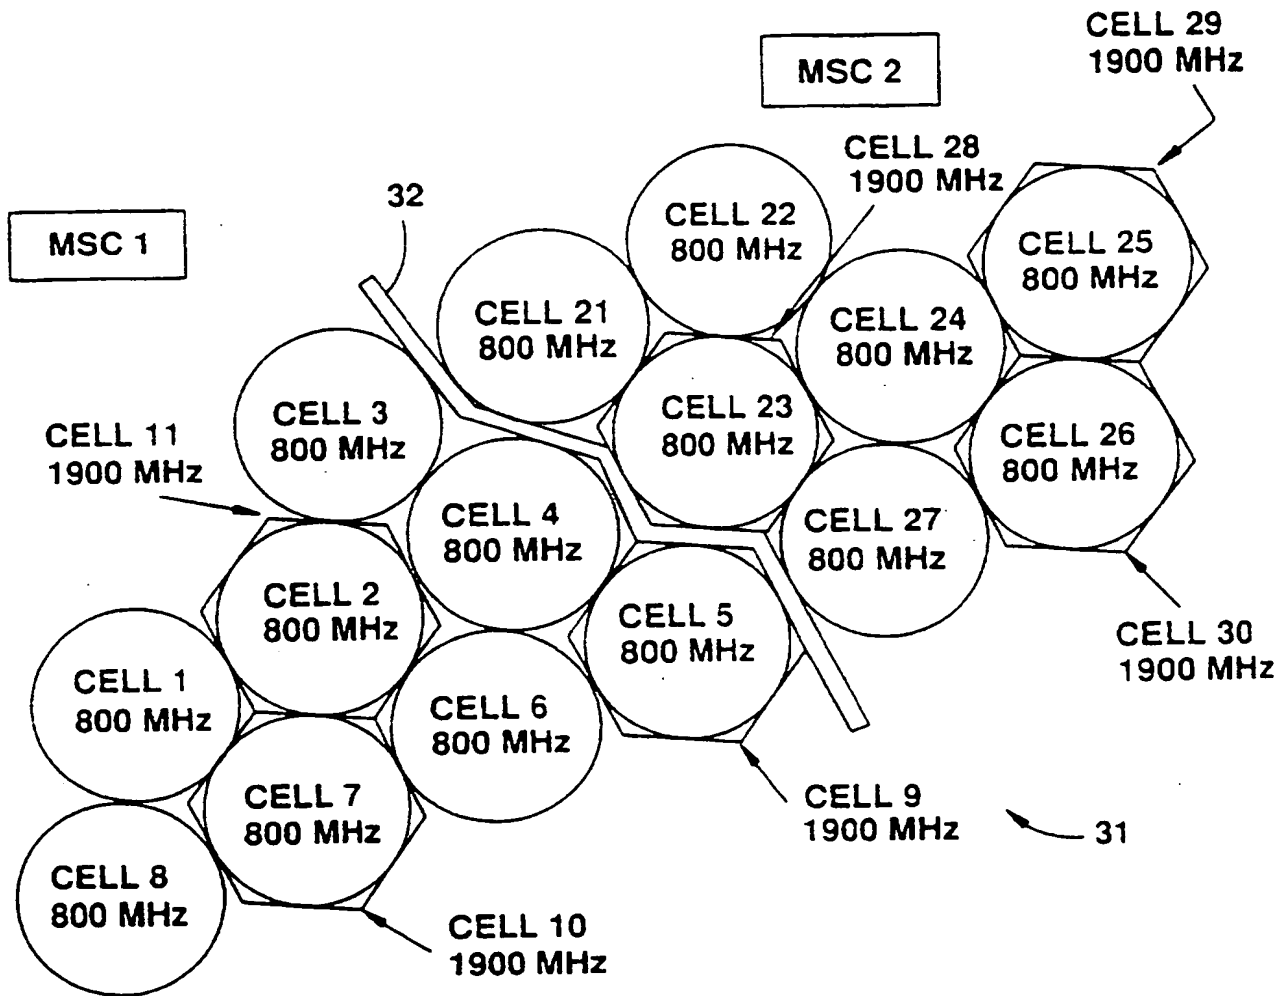 CELL 29
1900 MHz
MSC 2
CELL 28
1900 MHz
32
CELL 22
800 MHz
MSC 1
CELL 25
800 MHz
CELL 21
800 MHz
CELL 24
800 MHz
CELL 3
800 MHz
CELL 23
800 MHz
CELL 26
800 MHz
CELL 11
1900 MHz
CELL 4
800 MHz
CELL 27
800 MHz
CELL 2
800 MHz
CELL 5
800 MHz
CELL 30
1900 MHz
CELL 1
800 MHz
CELL 6
800 MHz
CELL 7
800 MHz
CELL 9
1900 MHz
31
CELL 8
800 MHz
CELL 10
1900 MHz